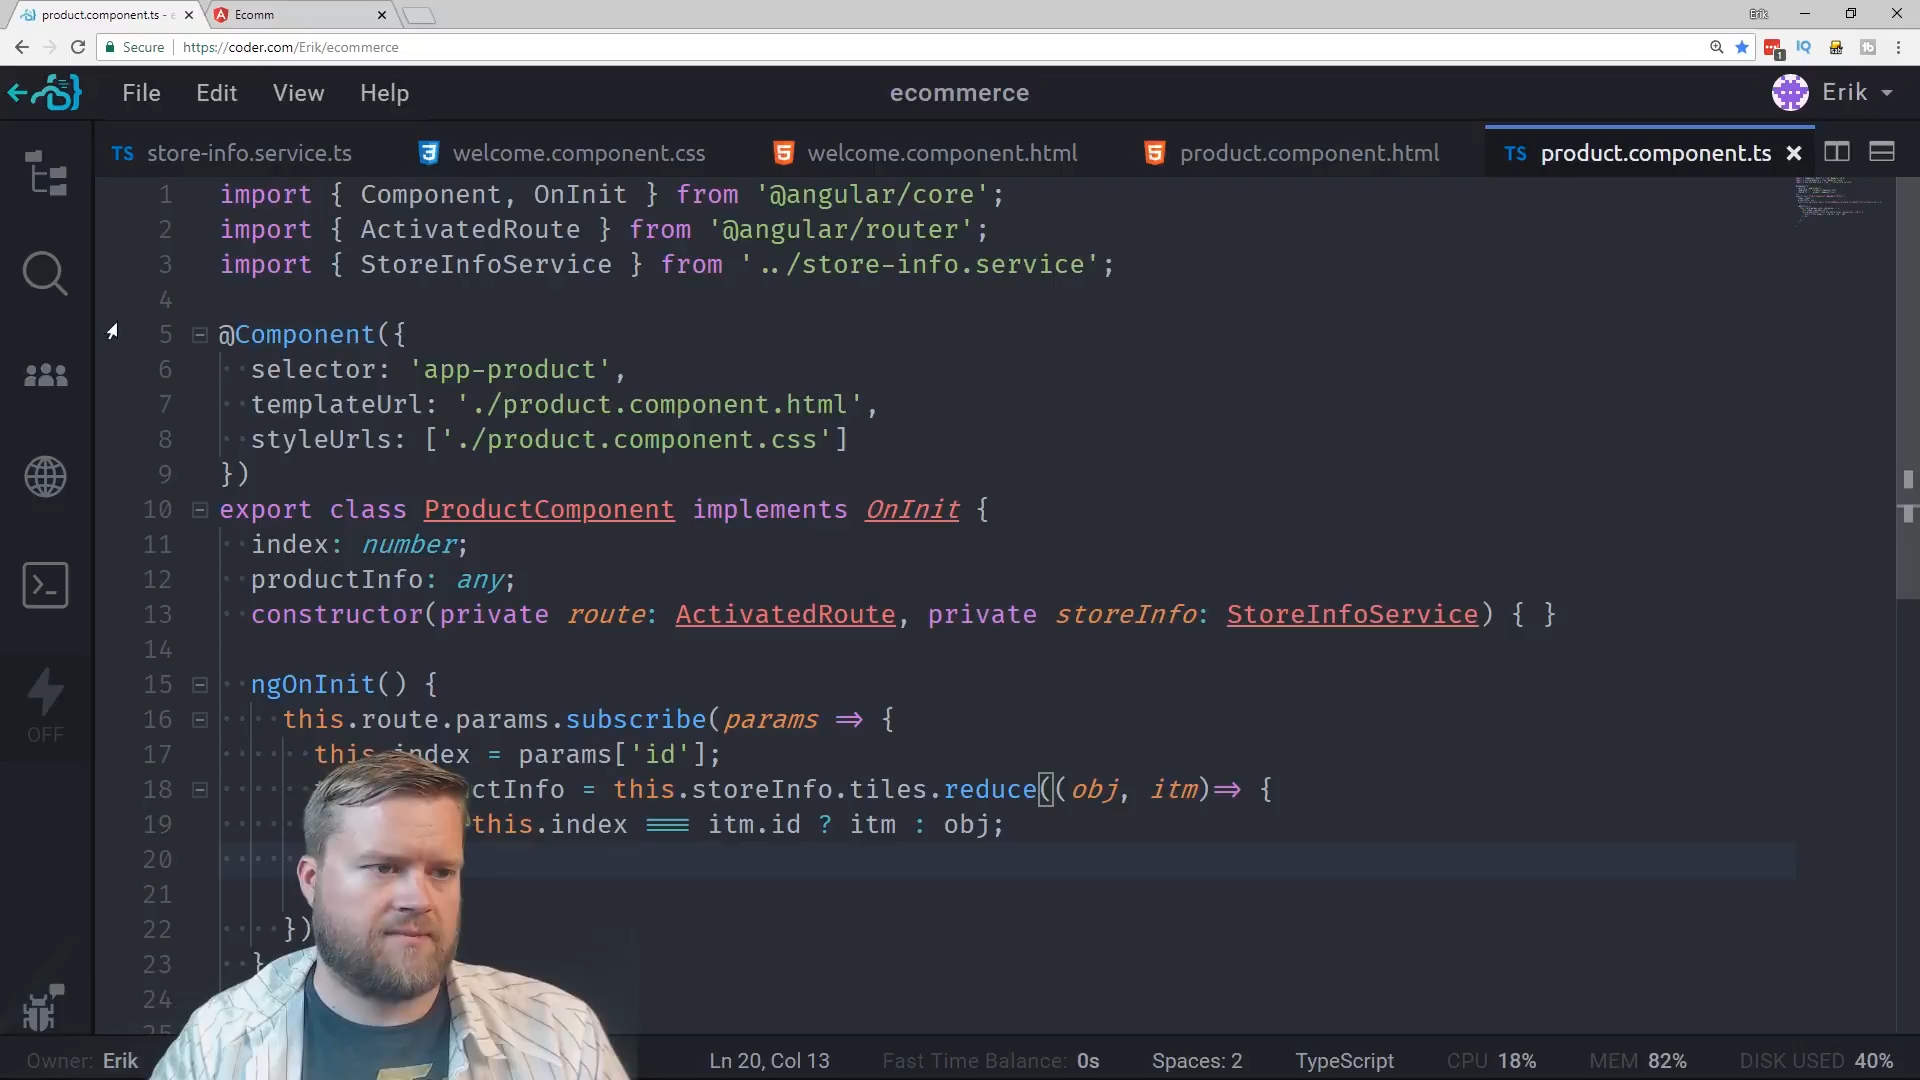 product.component.ts - e
Ecomm
Erik
Secure
https://coder.com/Erik/ecommerce
1
IQ
File Edit View Help
ecommerce
Erik
TS store-info.service.ts
welcome.component.css
welcome.component.html
product.component.html
TS product.component.ts
1 import { Component, OnInit } from '@angular/core';
2 import { ActivatedRoute } from '@angular/router';
3 import { StoreInfoService } from '../store-info.service';
4
5 @Component({
6 selector: 'app-product',
7 templateUrl: './product.component.html',
8 styleUrls: ['./product.component.css']
9 })
10 export class ProductComponent implements OnInit {
11 index: number;
12 productInfo: any;
13 constructor(private route: ActivatedRoute, private storeInfo: StoreInfoService) { }
14
15 ngOnInit() {
16 this.route.params.subscribe(params => {
17 this.index = params['id'];
18 ctInfo = this.storeInfo.tiles.reduce((obj, itm)=> {
19 this.index === itm.id ? itm : obj;
20
21
22 })
23 }
24
25
OFF
Owner: Erik
Ln 20, Col 13
Fast Time Balance: 0s
Spaces: 2
TypeScript
CPU 18%
MEM 82%
DISK USED 40%